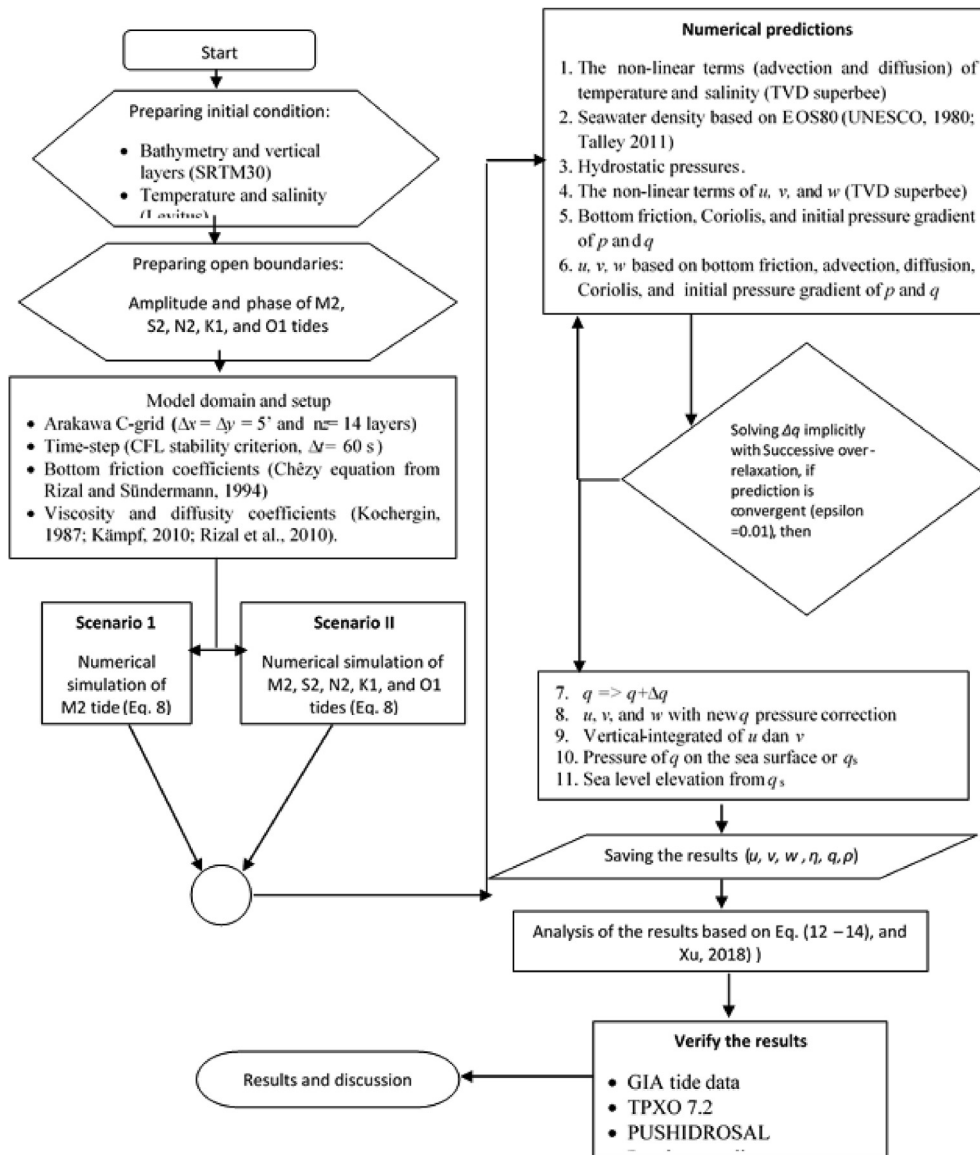 Start
Preparing initial condition:
• Bathymetry and vertical
layers (SRTM30)
• Temperature and salinity
(Levitus)
Preparing open boundaries:
Amplitude and phase of M2,
S2, N2, K1, and O1 tides
Model domain and setup
• Arakawa C-grid (Δx = Δy = 5’ and nz= 14 layers)
• Time-step (CFL stability criterion, Δt= 60 s)
• Bottom friction coefficients (Chêzy equation from
Rizal and Sündermann, 1994)
• Viscosity and diffusity coefficients (Kochergin,
1987; Kämpf, 2010; Rizal et al., 2010).
Scenario 1
Numerical
simulation of
M2 tide (Eq. 8)
Scenario II
Numerical simulation of
M2, S2, N2, K1, and O1
tides (Eq. 8)
Numerical predictions
1. The non-linear terms (advection and diffusion) of
temperature and salinity (TVD superbee)
2. Seawater density based on EOS80 (UNESCO, 1980;
Talley 2011)
3. Hydrostatic pressures.
4. The non-linear terms of u, v, and w (TVD superbee)
5. Bottom friction, Coriolis, and initial pressure gradient
of p and q
6. u, v, w based on bottom friction, advection, diffusion,
Coriolis, and initial pressure gradient of p and q
Solving Δq implicitly
with Successive over-
relaxation, if
prediction is
convergent (epsilon
=0.01), then
7. q => q+Δq
8. u, v, and w with new q pressure correction
9. Vertical-integrated of u dan v
10. Pressure of q on the sea surface or qs
11. Sea level elevation from qs
Saving the results (u, v, w , η, q, ρ)
Analysis of the results based on Eq. (12 – 14), and
Xu, 2018) )
Verify the results
• GIA tide data
• TPXO 7.2
• PUSHIDROSAL
Results and discussion